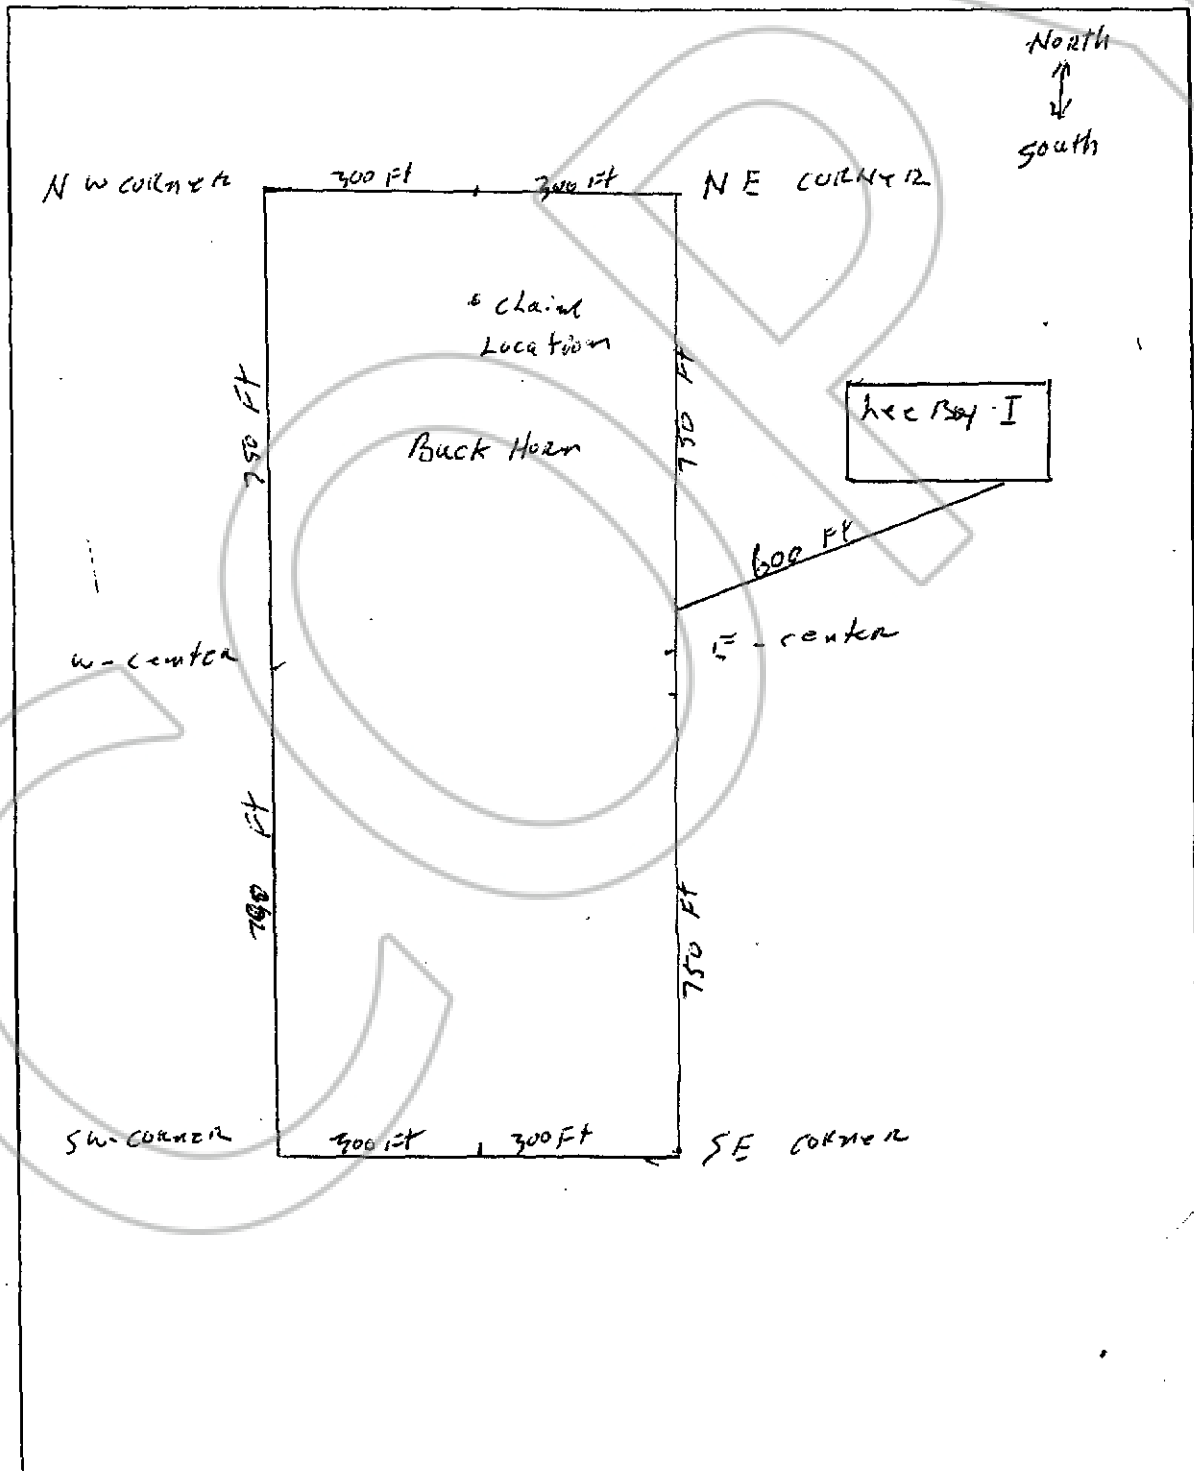 North
South
NW CORNER
300 Ft
300 Ft
NE CORNER
Claim
Location
750 Ft
750 Ft
Buck Horn
Lee Boy-I
600 Ft
W-center
E-center
Ft
750 Ft
SW-CORNER
300 Ft
300 Ft
SE CORNER
COP